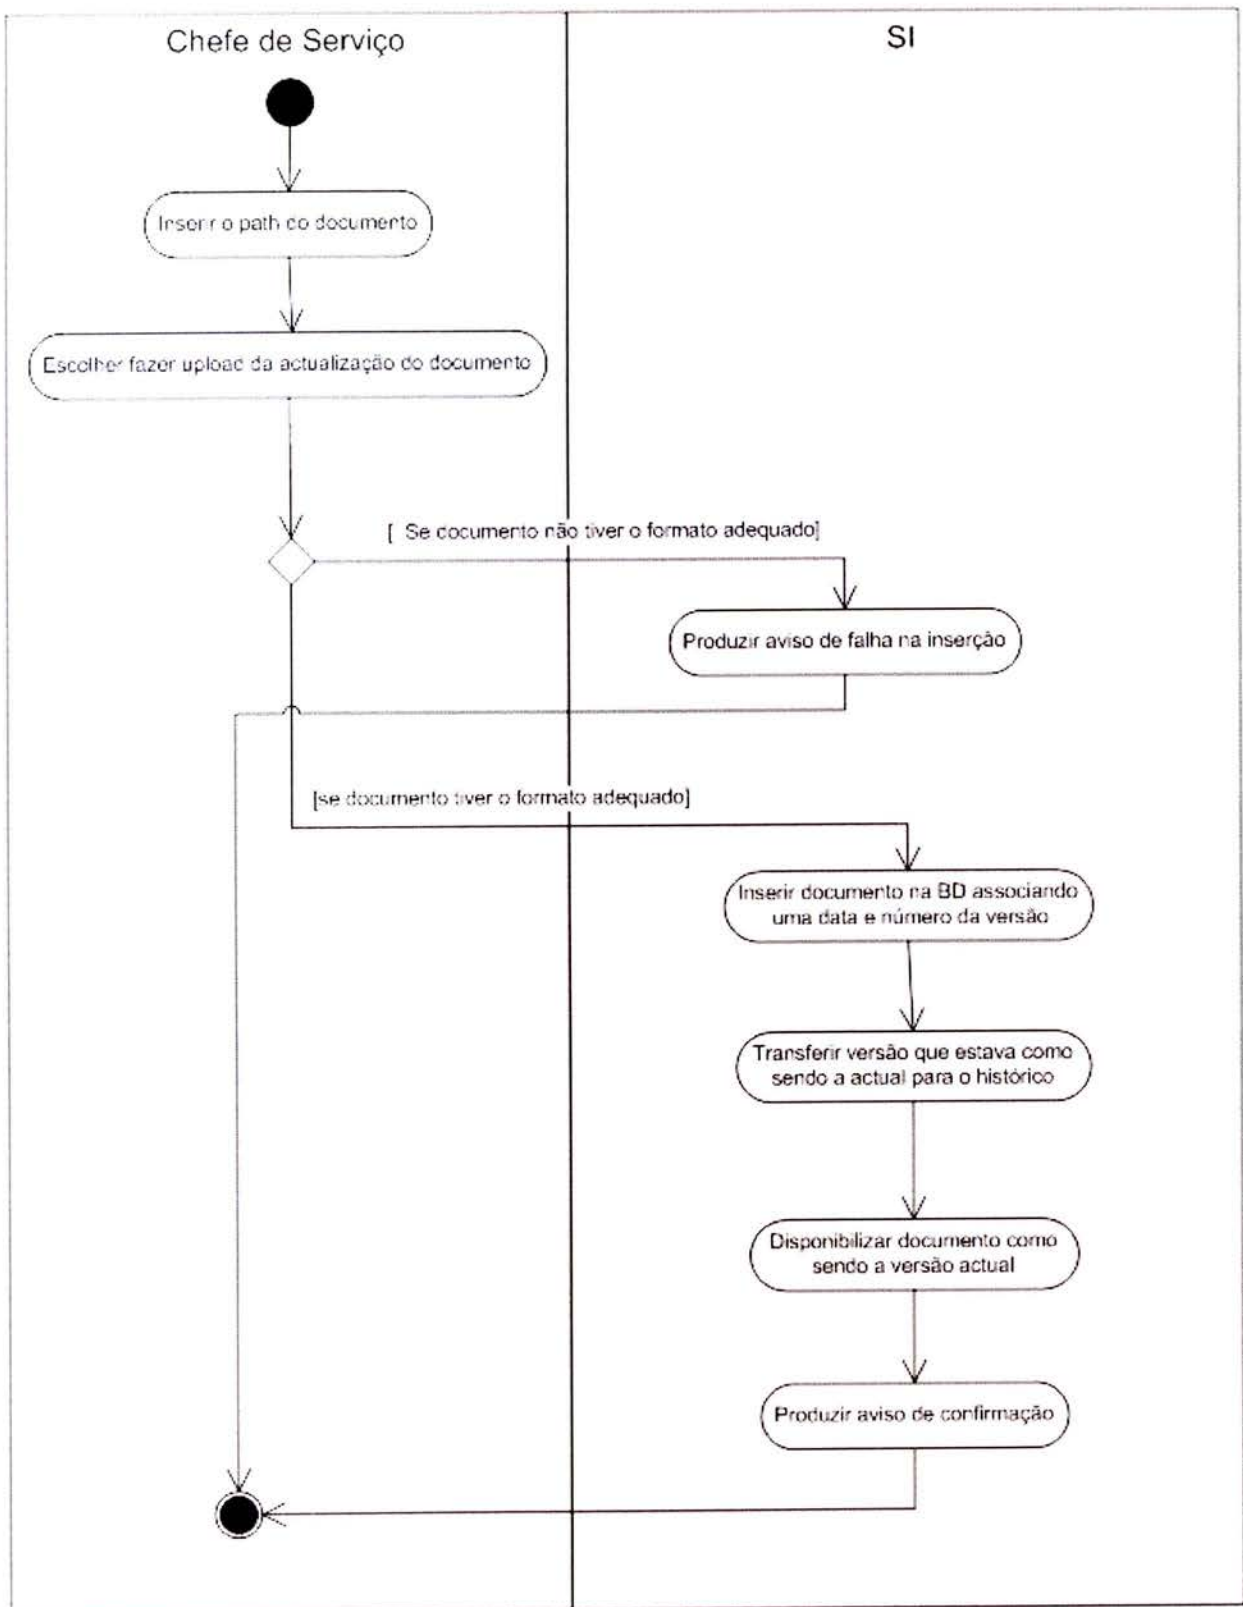 Chefe de Serviço
SI
Inserir o path do documento
Escolher fazer upload da actualização do documento
[ Se documento não tiver o formato adequado]
Produzir aviso de falha na inserção
[se documento tiver o formato adequado]
Inserir documento na BD associando
uma data e número da versão
Transferir versão que estava como
sendo a actual para o histórico
Disponibilizar documento como
sendo a versão actual
Produzir aviso de confirmação